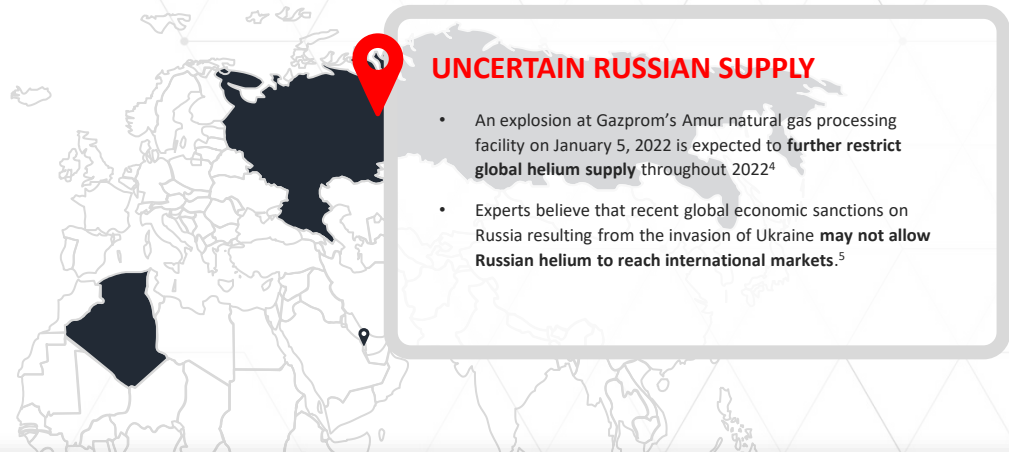 UNCERTAIN RUSSIAN SUPPLY
• An explosion at Gazprom’s Amur natural gas processing
facility on January 5, 2022 is expected to further restrict
global helium supply throughout 2022⁴
• Experts believe that recent global economic sanctions on
Russia resulting from the invasion of Ukraine may not allow
Russian helium to reach international markets.⁵